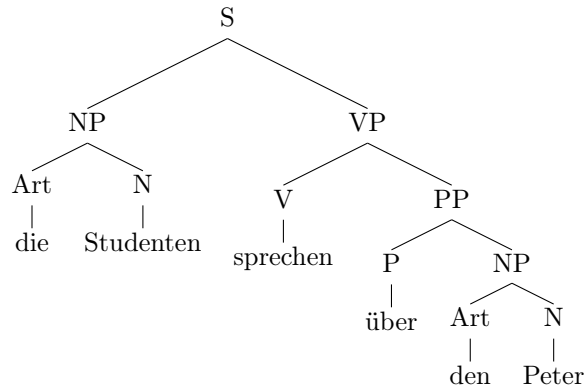 S
NP VP
Art N V PP
die Studenten sprechen P NP
über Art N
den Peter